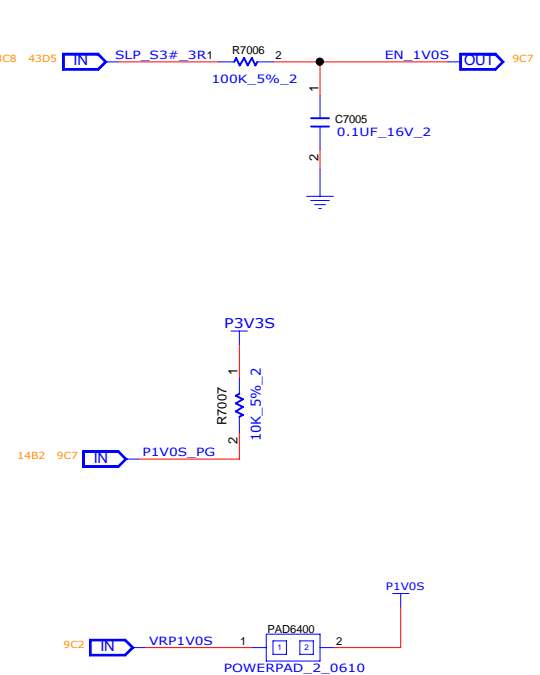 3C8 43D5 IN SLP_S3#_3R 1 R7006 2 EN_1V0S OUT 9C7
100K_5%_2
1
C7005
0.1UF_16V_2
2
P3V3S
1
R7007
10K_5%_2
2
14B2 9C7 IN P1V0S_PG
P1V0S
9C2 IN VRP1V0S 1 PAD6400 2
1 2
POWERPAD_2_0610